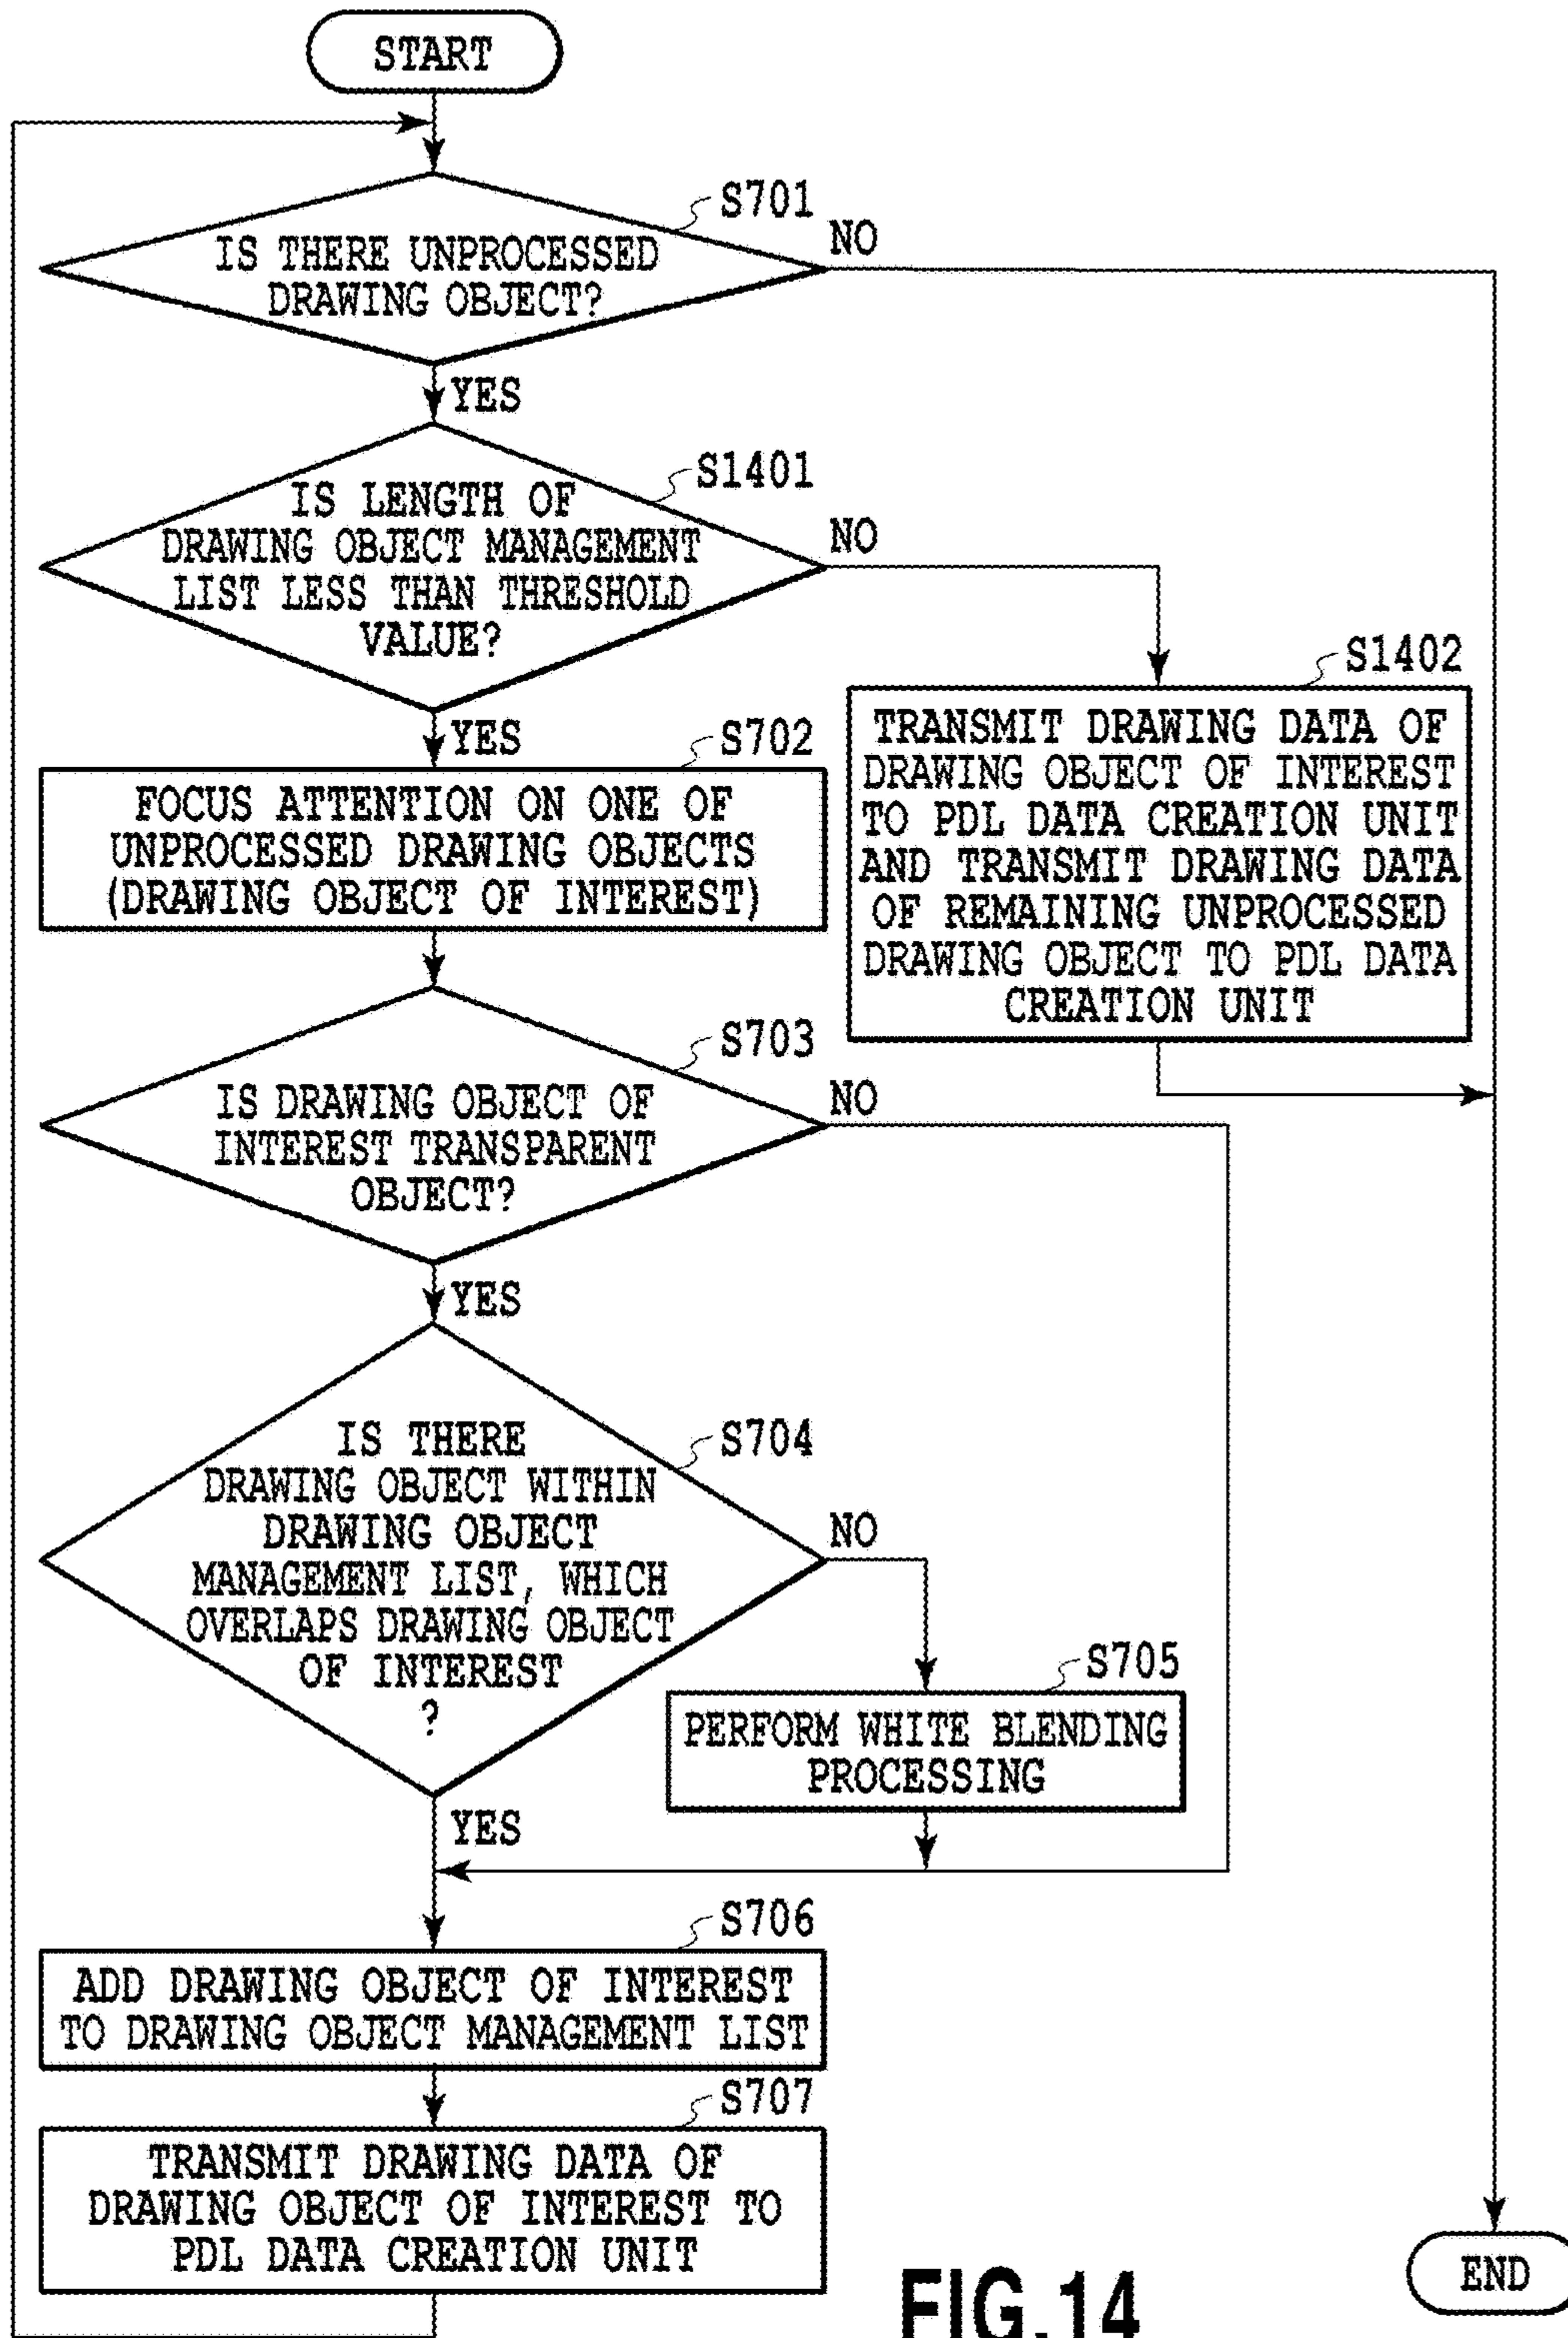 START
S701
IS THERE UNPROCESSED
DRAWING OBJECT?
NO
YES
S1401
IS LENGTH OF
DRAWING OBJECT MANAGEMENT
LIST LESS THAN THRESHOLD
VALUE?
NO
YES
S1402
TRANSMIT DRAWING DATA OF
DRAWING OBJECT OF INTEREST
TO PDL DATA CREATION UNIT
AND TRANSMIT DRAWING DATA
OF REMAINING UNPROCESSED
DRAWING OBJECT TO PDL DATA
CREATION UNIT
S702
FOCUS ATTENTION ON ONE OF
UNPROCESSED DRAWING OBJECTS
(DRAWING OBJECT OF INTEREST)
S703
IS DRAWING OBJECT OF
INTEREST TRANSPARENT
OBJECT?
NO
YES
S704
IS THERE
DRAWING OBJECT WITHIN
DRAWING OBJECT
MANAGEMENT LIST, WHICH
OVERLAPS DRAWING OBJECT
OF INTEREST
?
NO
YES
S705
PERFORM WHITE BLENDING
PROCESSING
S706
ADD DRAWING OBJECT OF INTEREST
TO DRAWING OBJECT MANAGEMENT LIST
S707
TRANSMIT DRAWING DATA OF
DRAWING OBJECT OF INTEREST TO
PDL DATA CREATION UNIT
END
FIG.14